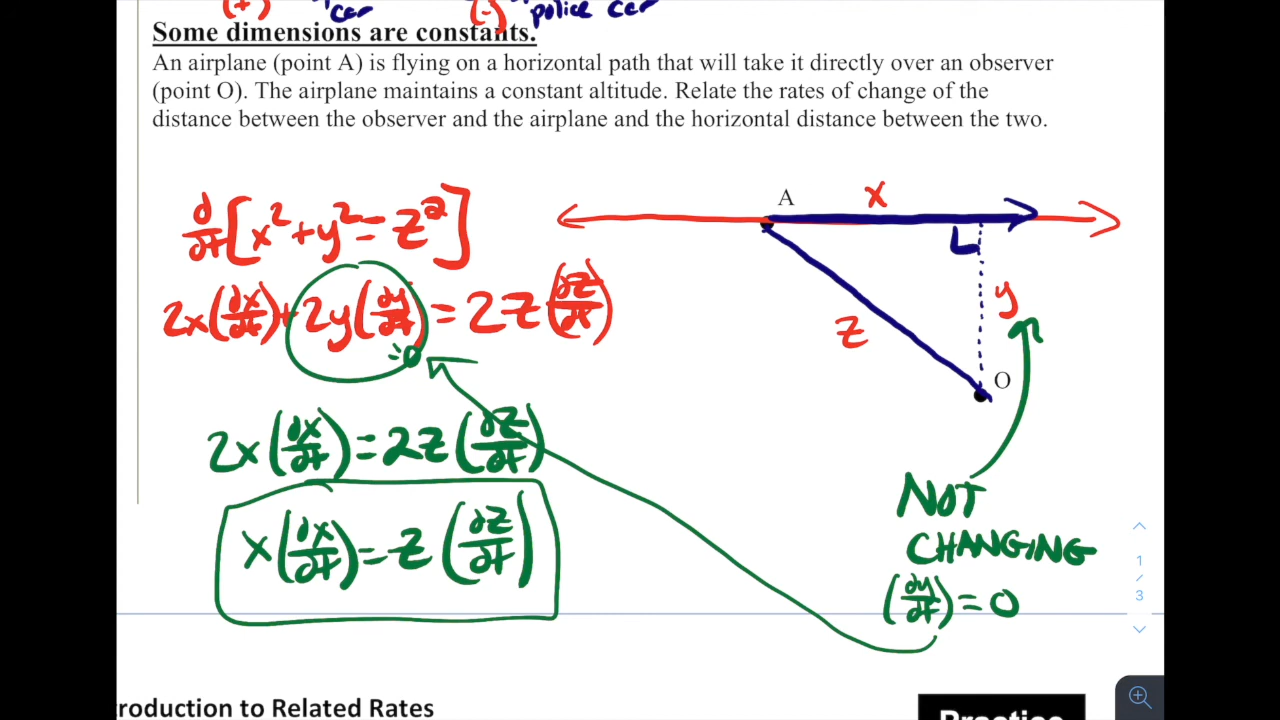 (+) car (-) police car
Some dimensions are constants.
An airplane (point A) is flying on a horizontal path that will take it directly over an observer
(point O). The airplane maintains a constant altitude. Relate the rates of change of the
distance between the observer and the airplane and the horizontal distance between the two.
d/dt[x²+y²=z²]
2x(dx/dt)+2y(dy/dt)=2z(dz/dt)
0
2x(dx/dt)=2z(dz/dt)
x(dx/dt)=z(dz/dt)
A
x
y
z
O
NOT
CHANGING
(dy/dt)=0
1
/
3
roduction to Related Rates
Practice